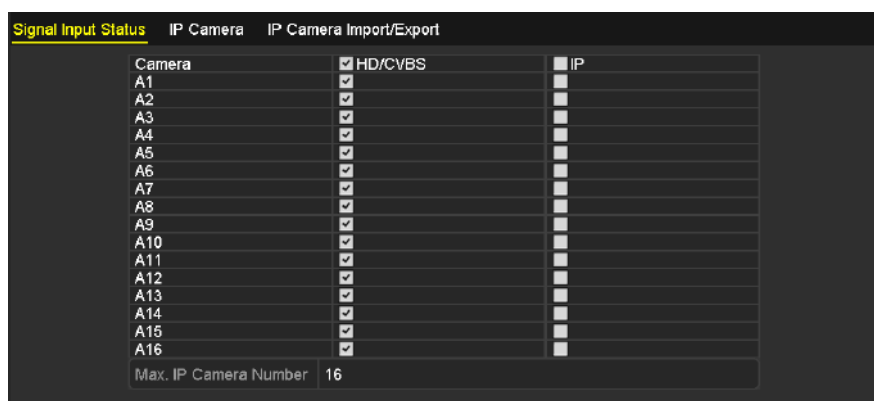 Signal Input Status IP Camera IP Camera Import/Export
Camera HD/CVBS IP
A1
A2
A3
A4
A5
A6
A7
A8
A9
A10
A11
A12
A13
A14
A15
A16
Max. IP Camera Number 16